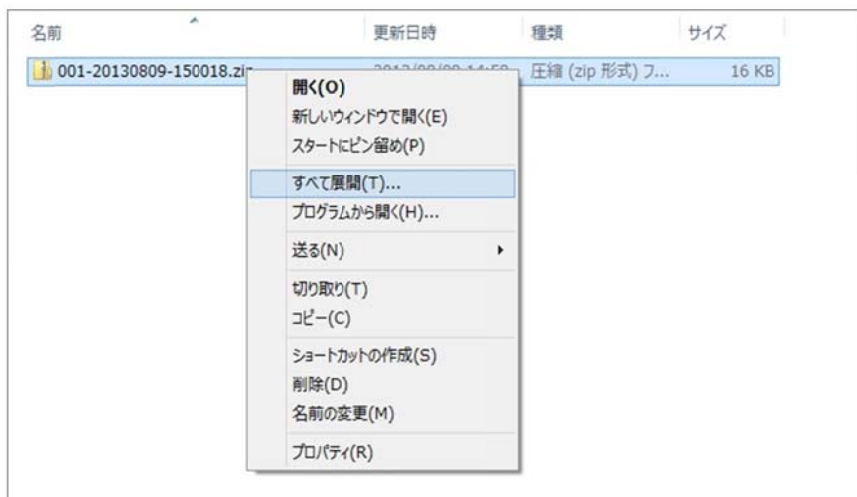 名前 更新日時 種類 サイズ
001-20130809-150018.zip 圧縮 (zip 形式) フ... 16 KB
開く(O)
新しいウィンドウで開く(E)
スタートにピン留め(P)
すべて展開(T)...
プログラムから開く(H)...
送る(N)
切り取り(T)
コピー(C)
ショートカットの作成(S)
削除(D)
名前の変更(M)
プロパティ(R)